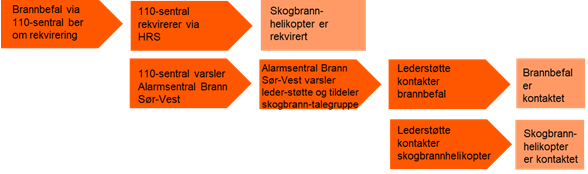 Brannbefal via
110-sentral ber
om rekvirering
110-sentral
rekvirerer via
HRS
Skogbrann-
helikopter er
rekvirert
110-sentral varsler
Alarmsentral Brann
Sør-Vest
Alarmsentral Brann
Sør-Vest varsler
leder-støtte og tildeler
skogbrann-talegruppe
Lederstøtte
kontakter
brannbefal
Brannbefal
er
kontaktet
Lederstøtte
kontakter
skogbrannhelikopter
Skogbrann-
helikopter
er kontaktet